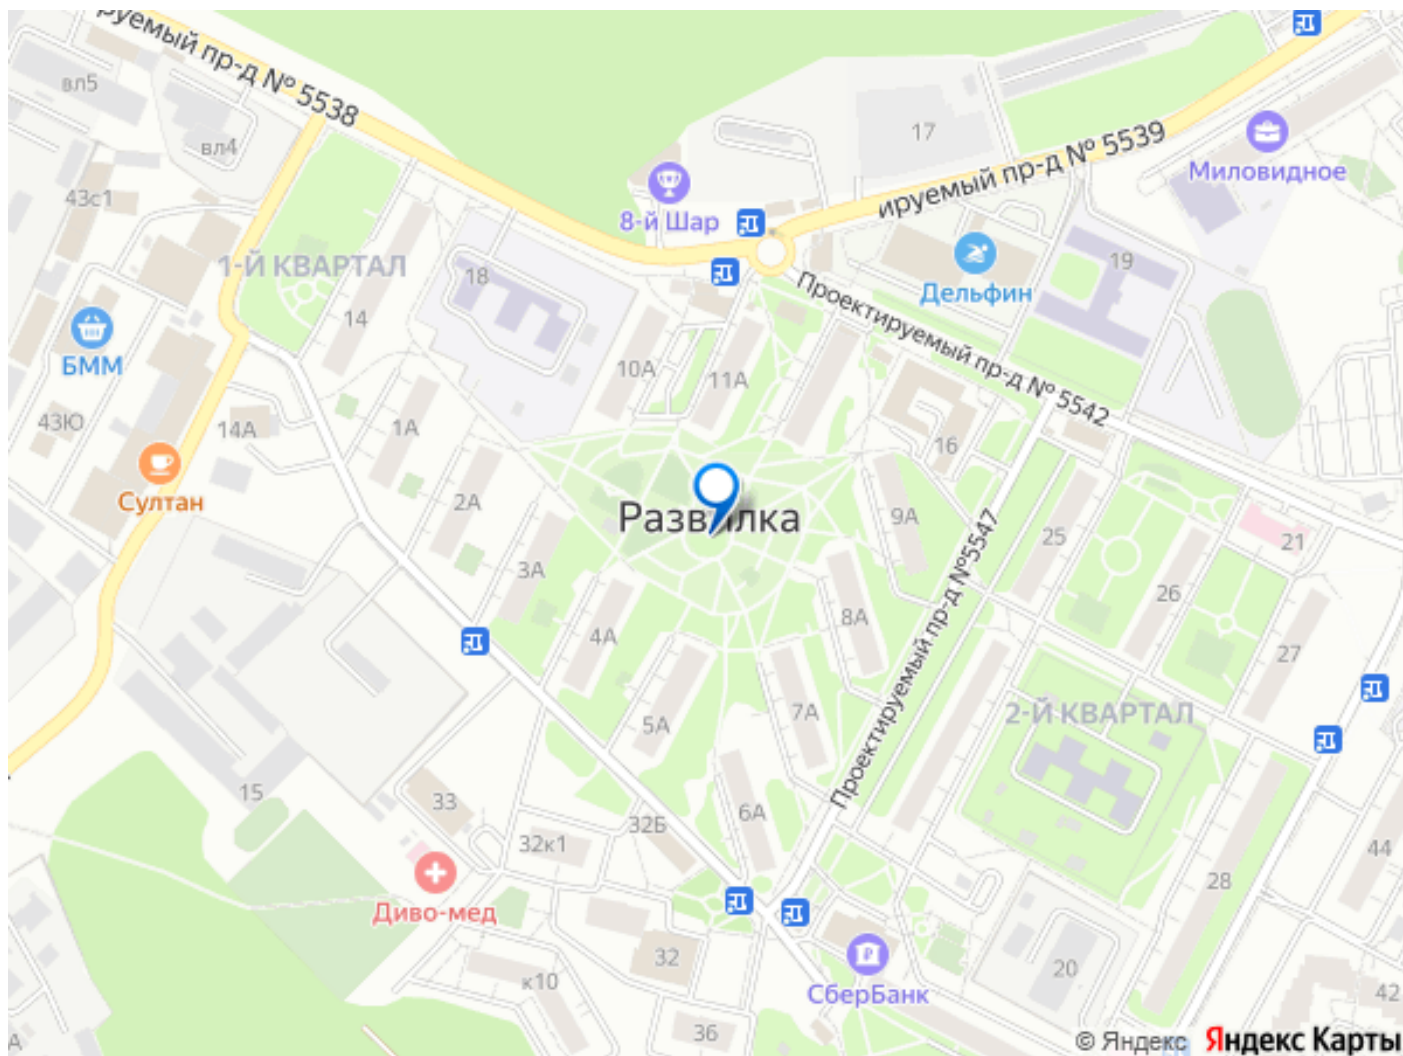 руемый пр-д № 5538
вл5
вл4
17
ируемый пр-д № 5539
Миловидное
43с1
8-й Шар
1-Й КВАРТАЛ
18
Дельфин
19
Проектируемый пр-д № 5542
14
БММ
10А
11А
43Ю
14А
1А
16
Султан
2А
Развилка
9А
25
21
3А
Проектируемый пр-д №5547
26
4А
8А
27
5А
7А
2-Й КВАРТАЛ
15
33
32Б
6А
32к1
44
28
Диво-мед
32
к10
20
СберБанк
42
36
А
© Яндекс Яндекс Карты